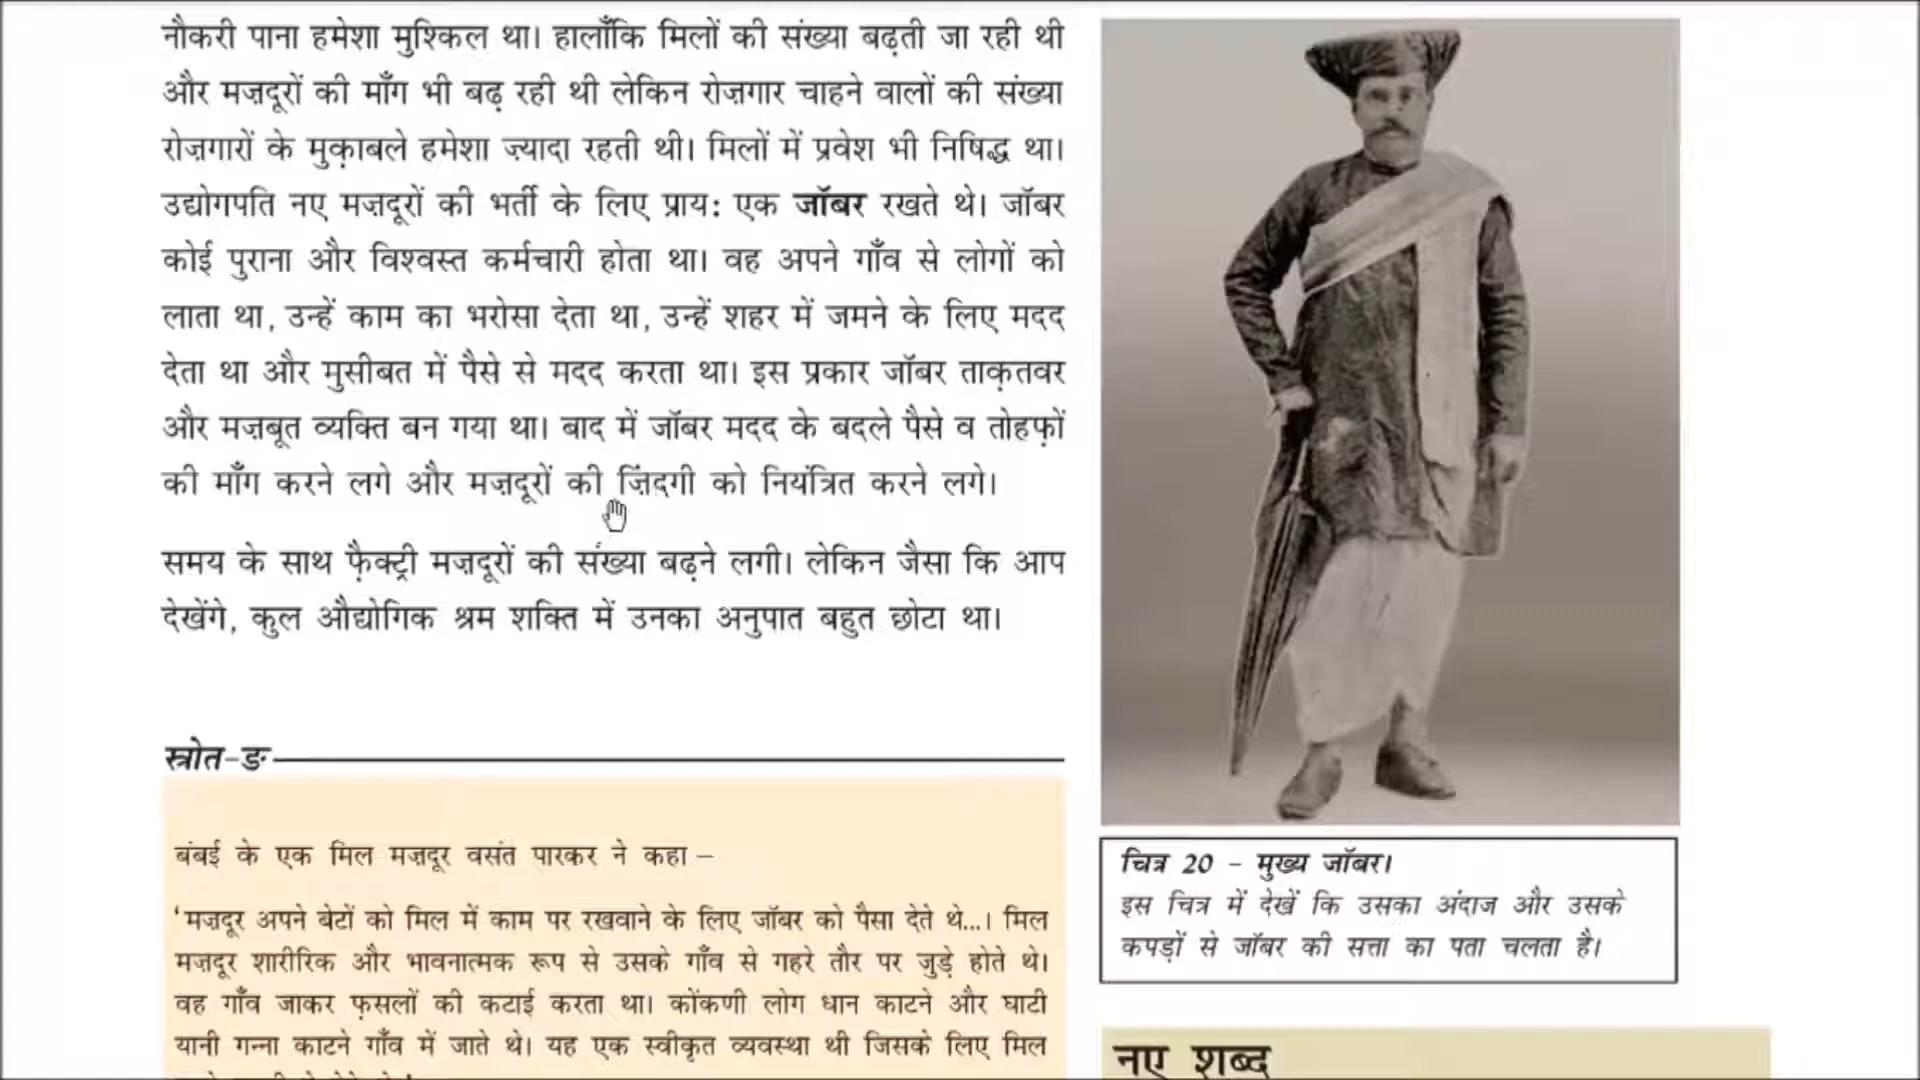 नौकरी पाना हमेशा मुश्किल था। हालाँकि मिलों की संख्या बढ़ती जा रही थी
और मज़दूरों की माँग भी बढ़ रही थी लेकिन रोज़गार चाहने वालों की संख्या
रोज़गारों के मुक़ाबले हमेशा ज़्यादा रहती थी। मिलों में प्रवेश भी निषिद्ध था।
उद्योगपति नए मज़दूरों की भर्ती के लिए प्राय: एक जॉबर रखते थे। जॉबर
कोई पुराना और विश्वस्त कर्मचारी होता था। वह अपने गाँव से लोगों को
लाता था, उन्हें काम का भरोसा देता था, उन्हें शहर में जमने के लिए मदद
देता था और मुसीबत में पैसे से मदद करता था। इस प्रकार जॉबर ताक़तवर
और मज़बूत व्यक्ति बन गया था। बाद में जॉबर मदद के बदले पैसे व तोहफ़ों
की माँग करने लगे और मज़दूरों की ज़िंदगी को नियंत्रित करने लगे।
समय के साथ फ़ैक्ट्री मज़दूरों की संख्या बढ़ने लगी। लेकिन जैसा कि आप
देखेंगे, कुल औद्योगिक श्रम शक्ति में उनका अनुपात बहुत छोटा था।
स्त्रोत-ङ
बंबई के एक मिल मज़दूर वसंत पारकर ने कहा –
‘मज़दूर अपने बेटों को मिल में काम पर रखवाने के लिए जॉबर को पैसा देते थे...। मिल
मज़दूर शारीरिक और भावनात्मक रूप से उसके गाँव से गहरे तौर पर जुड़े होते थे।
वह गाँव जाकर फ़सलों की कटाई करता था। कोंकणी लोग धान काटने और घाटी
यानी गन्ना काटने गाँव में जाते थे। यह एक स्वीकृत व्यवस्था थी जिसके लिए मिल
चित्र 20 – मुख्य जॉबर।
इस चित्र में देखें कि उसका अंदाज और उसके
कपड़ों से जॉबर की सत्ता का पता चलता है।
नए शब्द